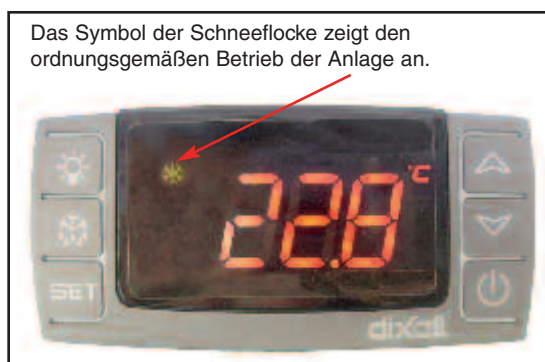 Das Symbol der Schneeflocke zeigt den
ordnungsgemäßen Betrieb der Anlage an.
22.8 °C
SET
dixell